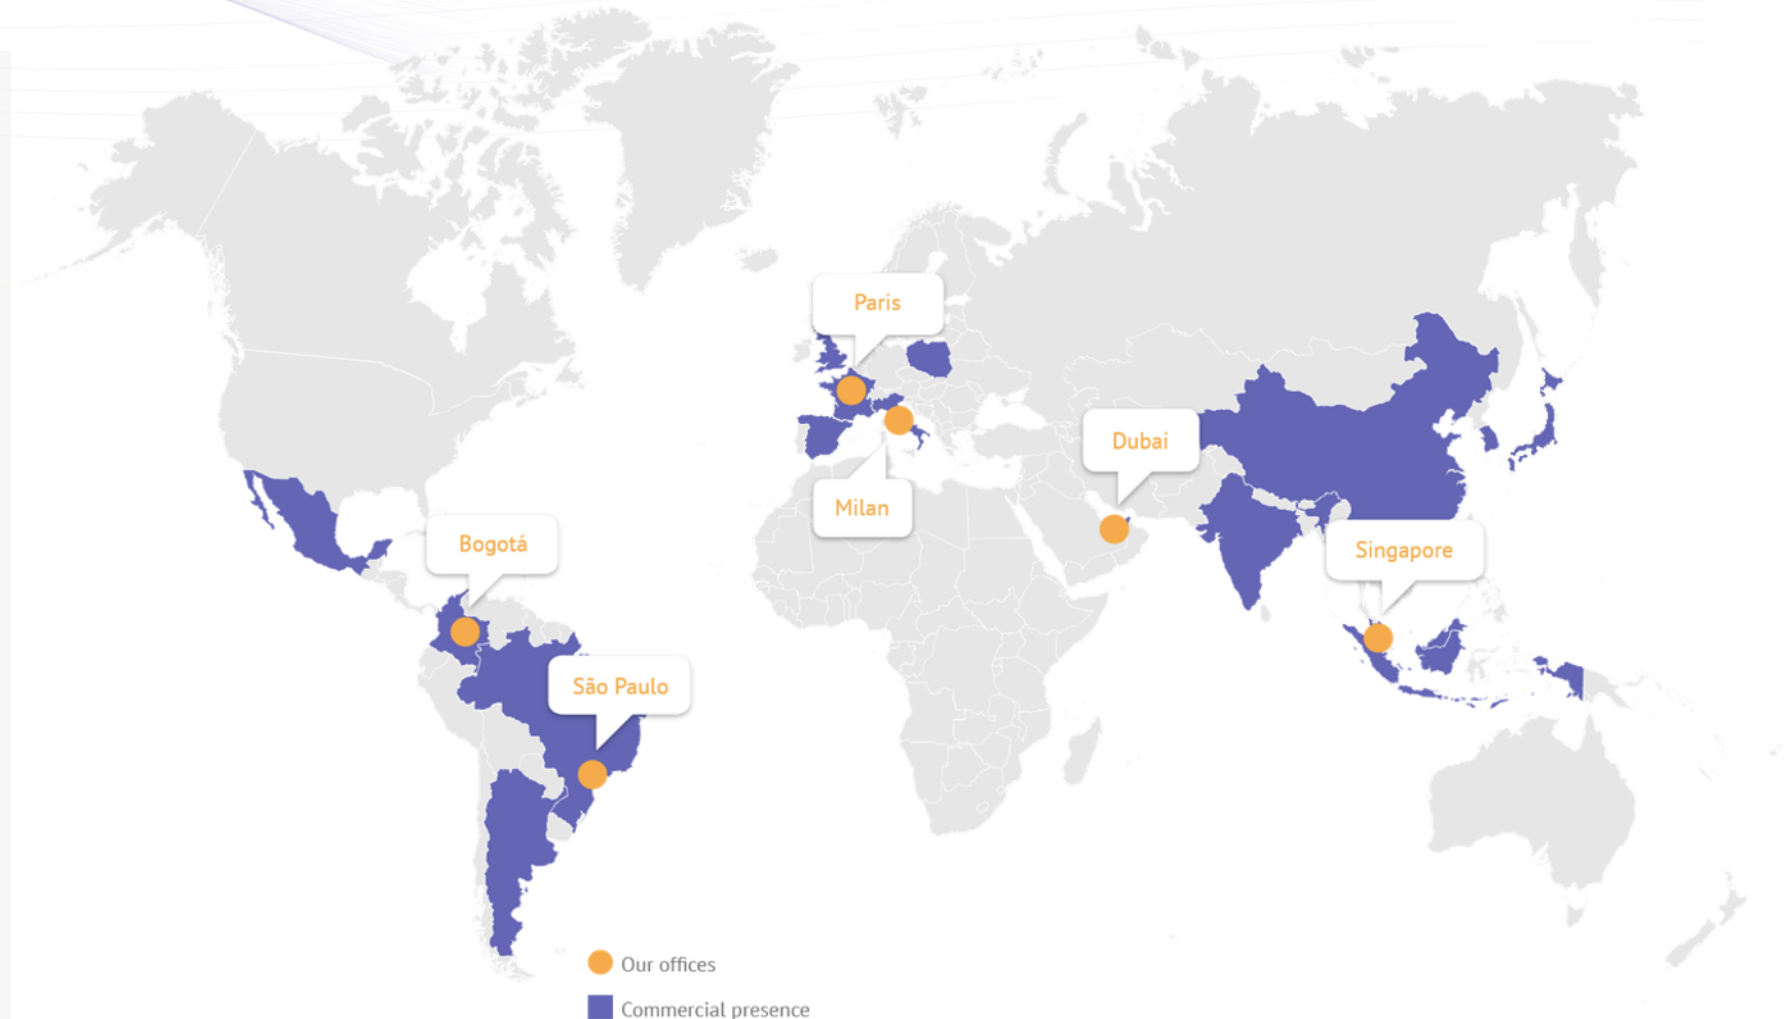 Paris
Dubai
Milan
Bogotá
Singapore
São Paulo
Our offices
Commercial presence